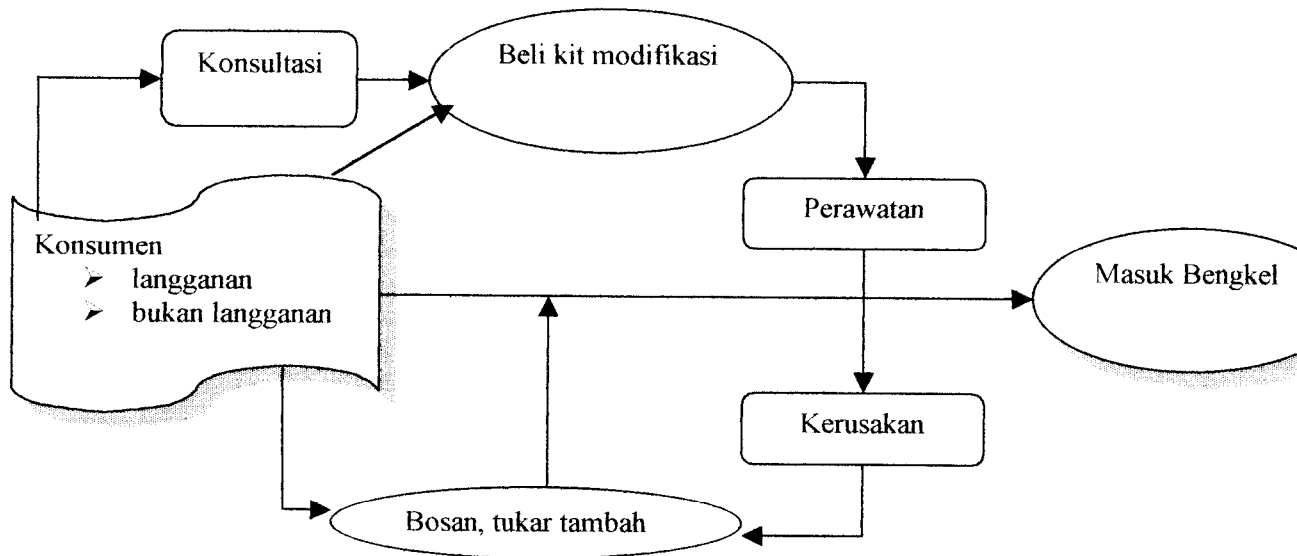 Konsultasi
Beli kit modifikasi
Perawatan
Konsumen
➢ langganan
➢ bukan langganan
Masuk Bengkel
Kerusakan
Bosan, tukar tambah